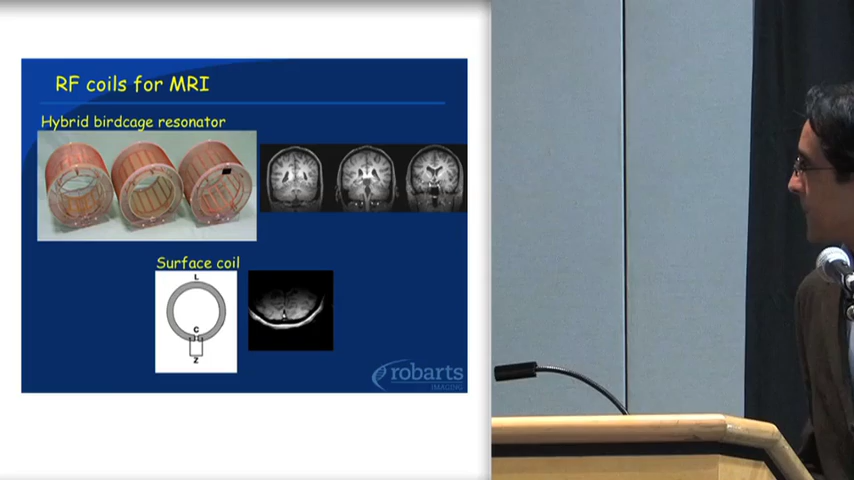 RF coils for MRI
Hybrid birdcage resonator
Surface coil
L
C
Z
robarts
IMAGING